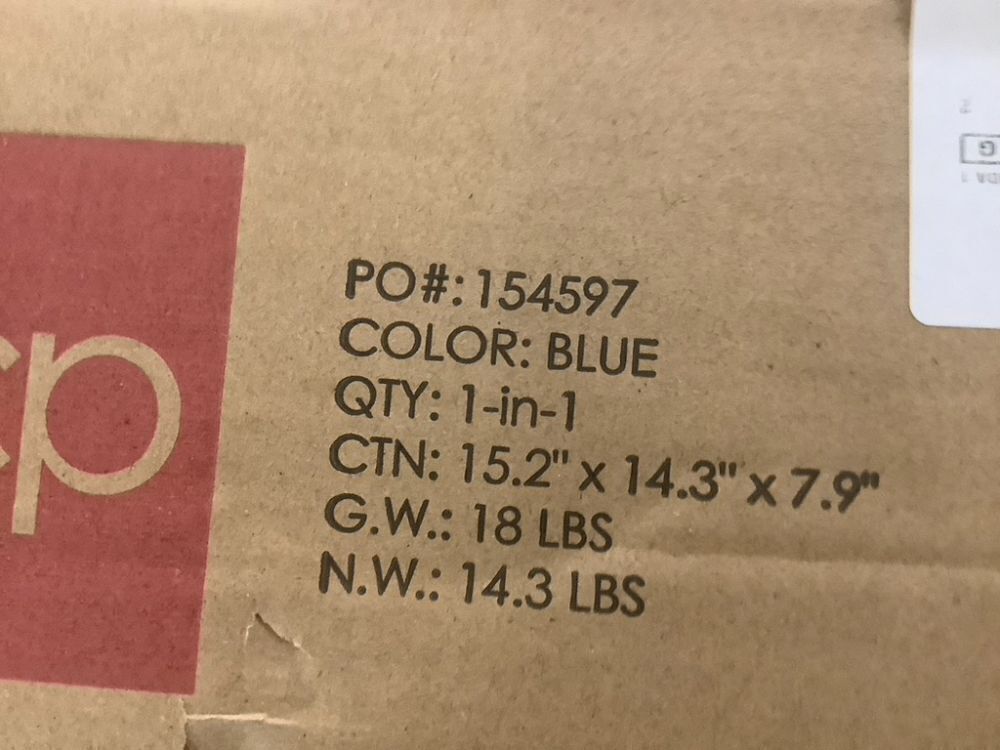 cp
PO#: 154597
COLOR: BLUE
QTY: 1-in-1
CTN: 15.2" x 14.3" x 7.9"
G.W.: 18 LBS
N.W.: 14.3 LBS
2
G